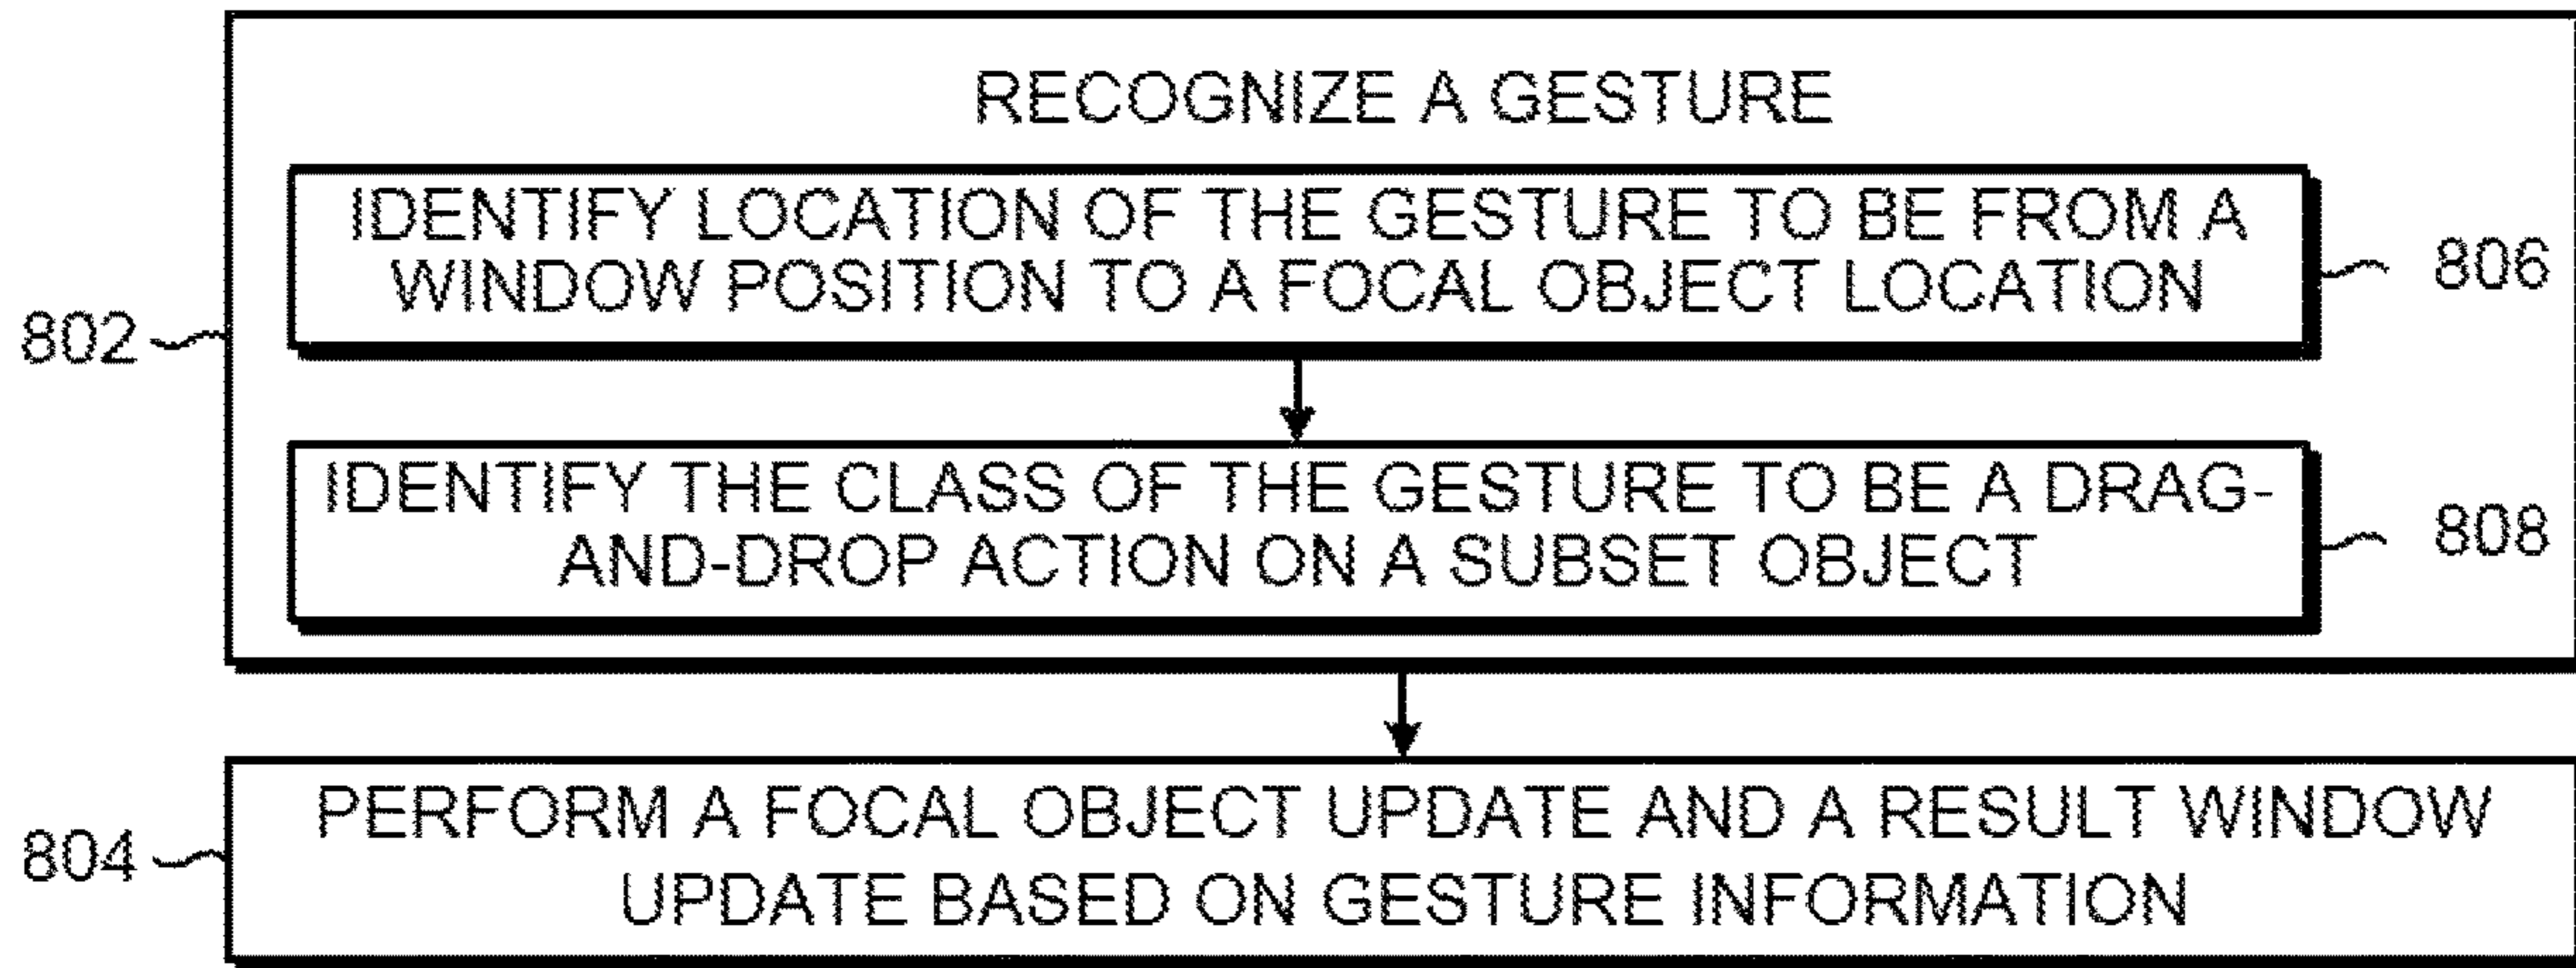 RECOGNIZE A GESTURE
IDENTIFY LOCATION OF THE GESTURE TO BE FROM A
WINDOW POSITION TO A FOCAL OBJECT LOCATION
806
802
IDENTIFY THE CLASS OF THE GESTURE TO BE A DRAG-
AND-DROP ACTION ON A SUBSET OBJECT
808
PERFORM A FOCAL OBJECT UPDATE AND A RESULT WINDOW
UPDATE BASED ON GESTURE INFORMATION
804